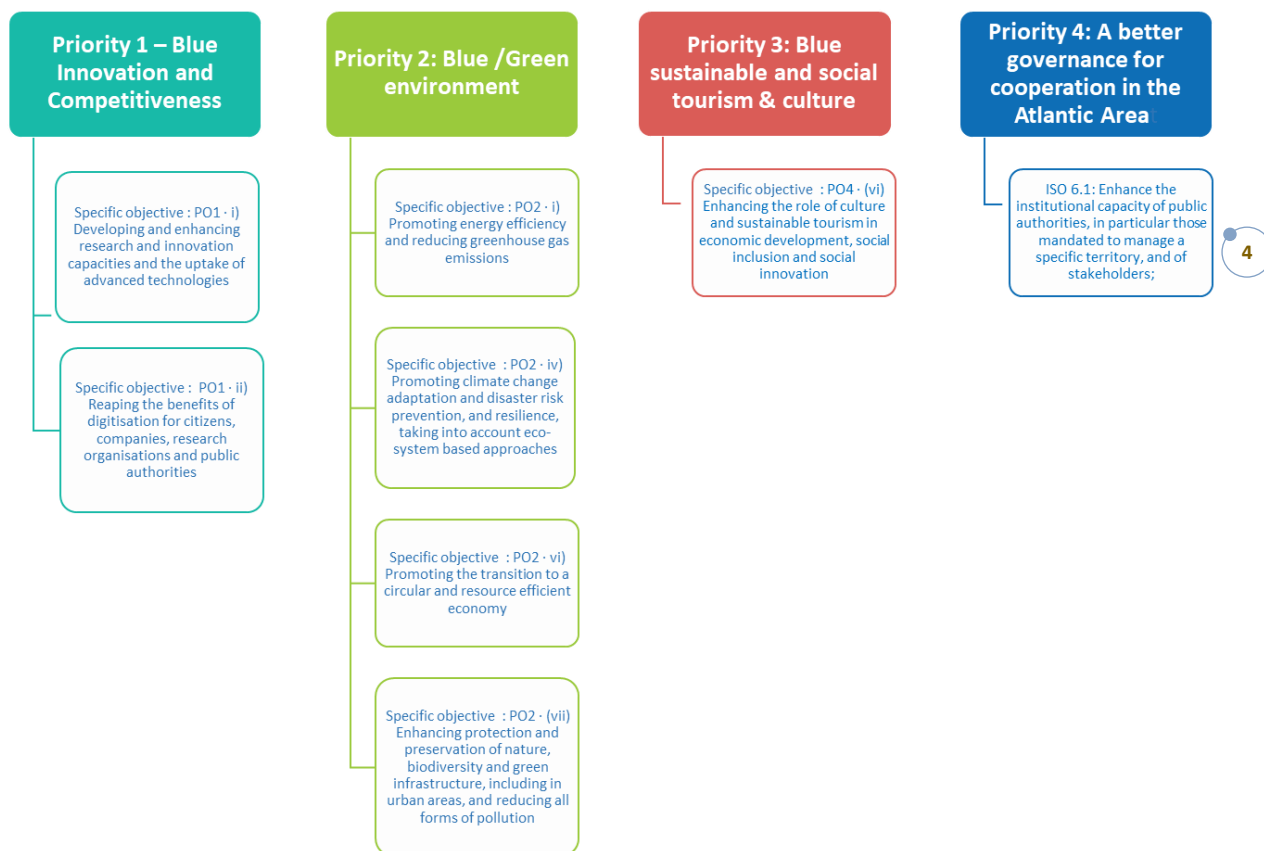 Priority 1 – Blue
Innovation and
Competitiveness
Specific objective : PO1 · i)
Developing and enhancing
research and innovation
capacities and the uptake of
advanced technologies
Specific objective :  PO1 · ii)
Reaping the benefits of
digitisation for citizens,
companies, research
organisations and public
authorities
Priority 2: Blue /Green
environment
Specific objective  : PO2 · i)
Promoting energy efficiency
and reducing greenhouse gas
emissions
Specific objective  : PO2 · iv)
Promoting climate change
adaptation and disaster risk
prevention, and resilience,
taking into account eco-
system based approaches
Specific objective  : PO2 · vi)
Promoting the transition to a
circular and resource efficient
economy
Specific objective  : PO2 · (vii)
Enhancing protection and
preservation of nature,
biodiversity and green
infrastructure, including in
urban areas, and reducing all
forms of pollution
Priority 3: Blue
sustainable and social
tourism & culture
Specific objective  : PO4 · (vi)
Enhancing the role of culture
and sustainable tourism in
economic development, social
inclusion and social
innovation
Priority 4: A better
governance for
cooperation in the
Atlantic Areat
ISO 6.1: Enhance the
institutional capacity of public
authorities, in particular those
mandated to manage a
specific territory, and of
stakeholders;
4